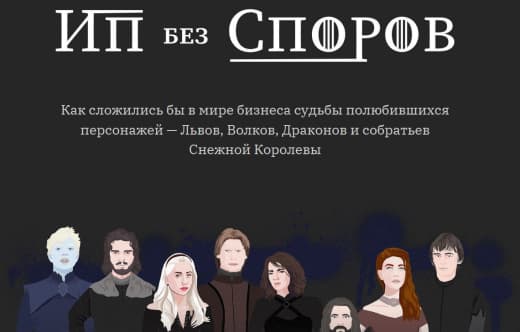 Ип без Споров
Как сложились бы в мире бизнеса судьбы полюбившихся
персонажей — Львов, Волков, Драконов и собратьев
Снежной Королевы